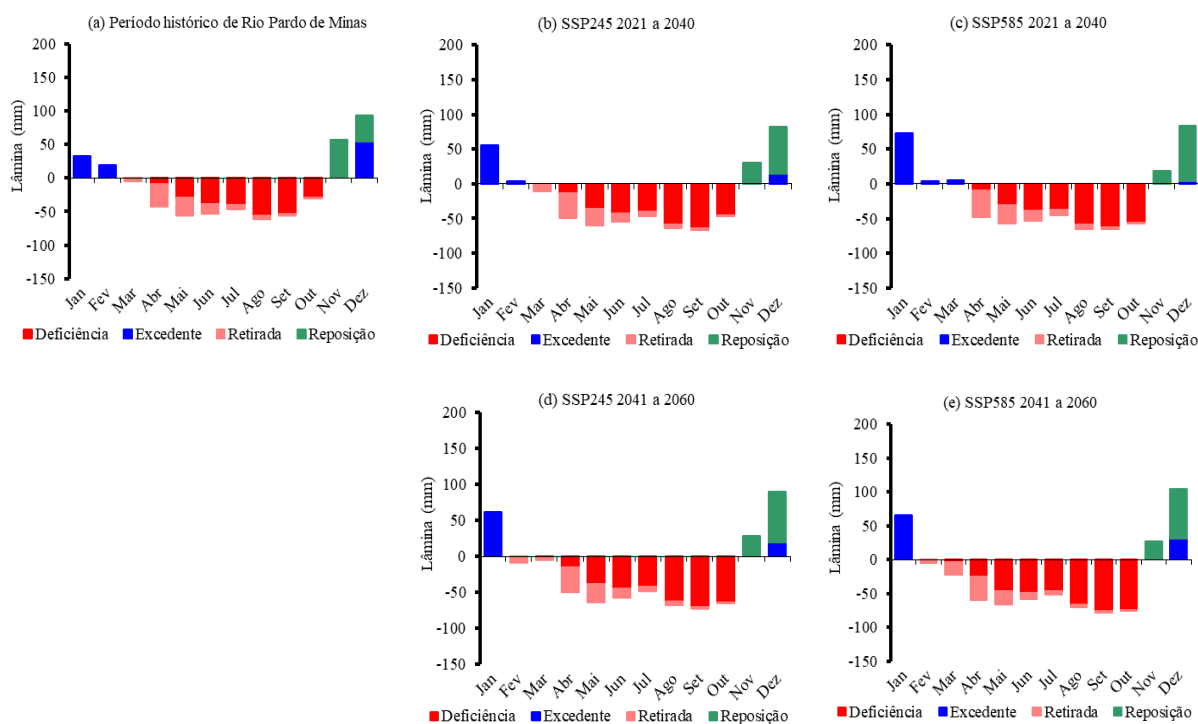 (a) Período histórico de Rio Pardo de Minas
Lâmina (mm)
200
150
100
50
0
-50
-100
-150
Jan Fev Mar Abr Mai Jun Jul Ago Set Out Nov Dez
Deficiência Excedente Retirada Reposição
(b) SSP245 2021 a 2040
Lâmina (mm)
200
150
100
50
0
-50
-100
-150
Jan Fev Mar Abr Mai Jun Jul Ago Set Out Nov Dez
Deficiência Excedente Retirada Reposição
(c) SSP585 2021 a 2040
Lâmina (mm)
200
150
100
50
0
-50
-100
-150
Jan Fev Mar Abr Mai Jun Jul Ago Set Out Nov Dez
Deficiência Excedente Retirada Reposição
(d) SSP245 2041 a 2060
Lâmina (mm)
200
150
100
50
0
-50
-100
-150
Jan Fev Mar Abr Mai Jun Jul Ago Set Out Nov Dez
Deficiência Excedente Retirada Reposição
(e) SSP585 2041 a 2060
Lâmina (mm)
200
150
100
50
0
-50
-100
-150
Jan Fev Mar Abr Mai Jun Jul Ago Set Out Nov Dez
Deficiência Excedente Retirada Reposição